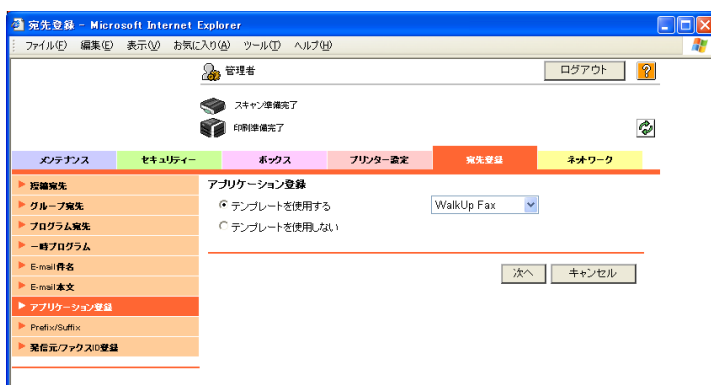 宛先登録 - Microsoft Internet Explorer
ファイル(F) 編集(E) 表示(V) お気に入り(A) ツール(T) ヘルプ(H)
管理者 ログアウト ?
スキャン準備完了
印刷準備完了
メンテナンス セキュリティー ボックス プリンター設定 宛先登録 ネットワーク
短縮宛先
グループ宛先
プログラム宛先
一時プログラム
E-mail件名
E-mail本文
アプリケーション登録
Prefix/Suffix
発信元/ファクスID登録
アプリケーション登録
テンプレートを使用する WalkUp Fax
テンプレートを使用しない
次へ キャンセル